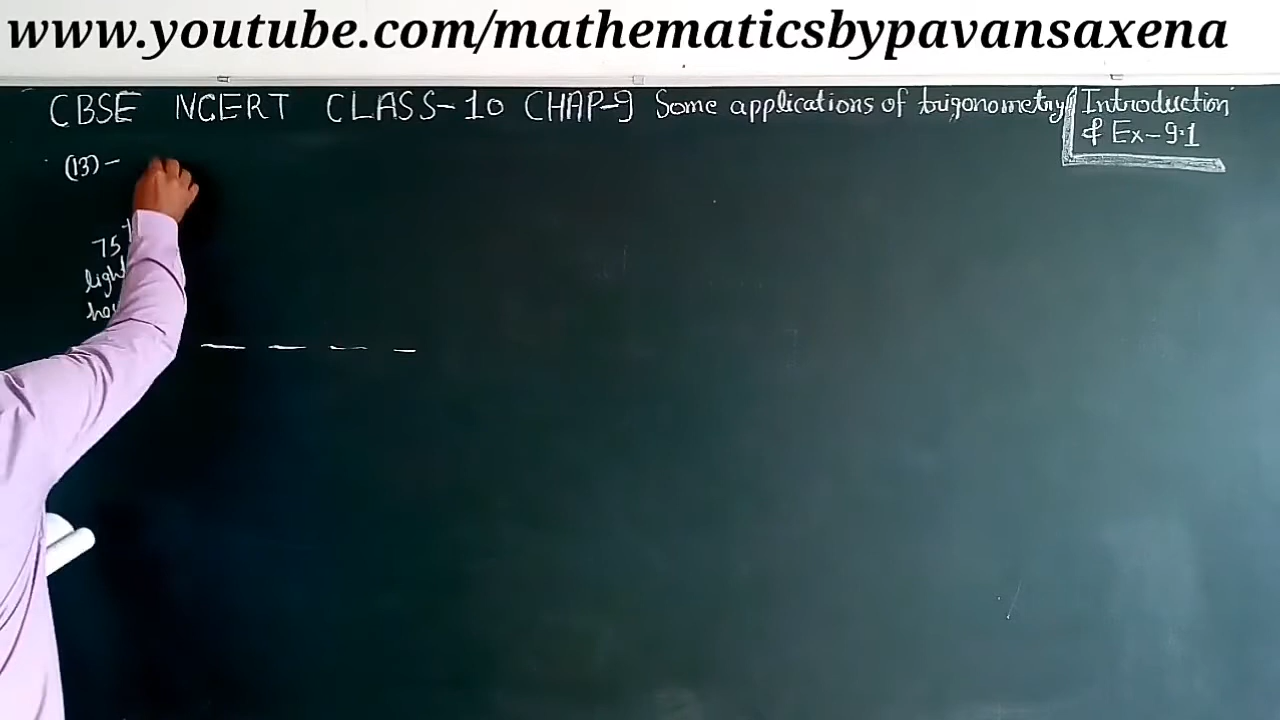 www.youtube.com/mathematicsbypavansaxena
CBSE NCERT CLASS-10 CHAP-9 Some applications of trigonometry
Introduction
& Ex-9.1
(13)-
75